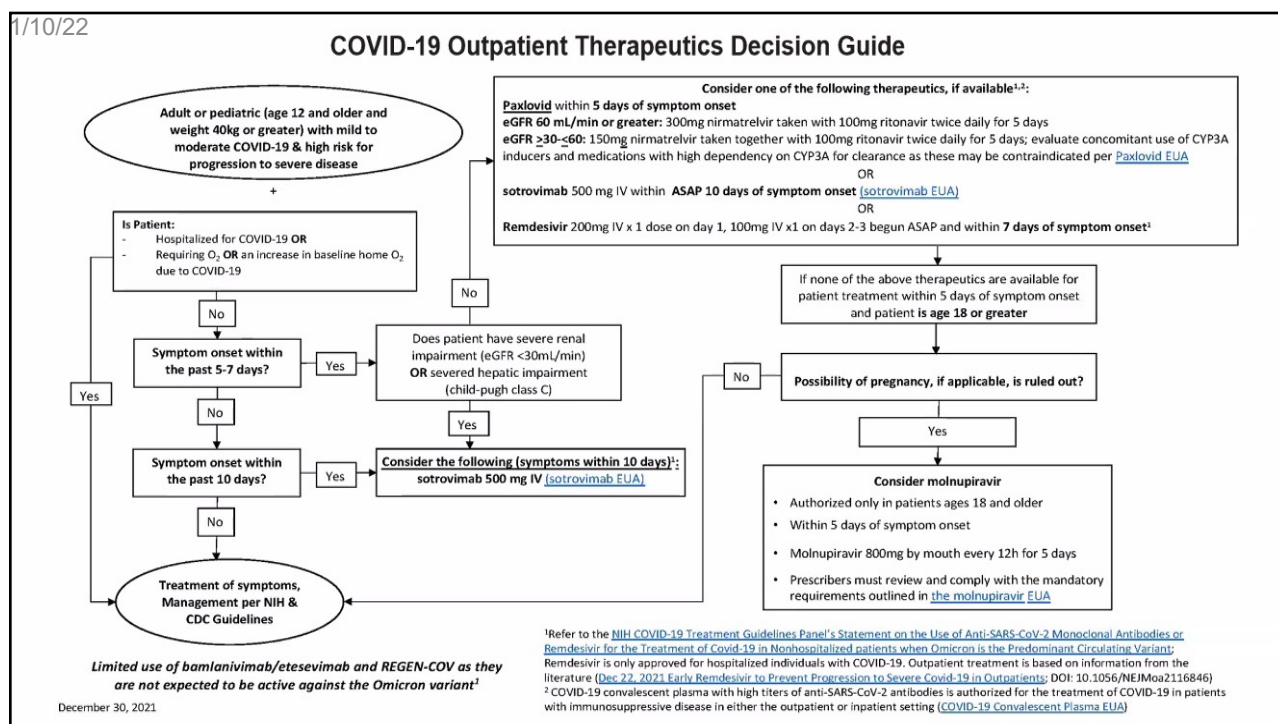 1/10/22
COVID-19 Outpatient Therapeutics Decision Guide
Adult or pediatric (age 12 and older and
weight 40kg or greater) with mild to
moderate COVID-19 & high risk for
progression to severe disease
+
Is Patient:
- Hospitalized for COVID-19 OR
- Requiring O₂ OR an increase in baseline home O₂
due to COVID-19
Yes
No
Symptom onset within
the past 5-7 days?
Yes
No
Symptom onset within
the past 10 days?
Yes
No
Treatment of symptoms,
Management per NIH &
CDC Guidelines
Does patient have severe renal
impairment (eGFR <30mL/min)
OR severed hepatic impairment
(child-pugh class C)
No
Yes
Consider the following (symptoms within 10 days)¹:
sotrovimab 500 mg IV (sotrovimab EUA)
Consider one of the following therapeutics, if available¹,²:
Paxlovid within 5 days of symptom onset
eGFR 60 mL/min or greater: 300mg nirmatrelvir taken with 100mg ritonavir twice daily for 5 days
eGFR >30-<60: 150mg nirmatrelvir taken together with 100mg ritonavir twice daily for 5 days; evaluate concomitant use of CYP3A
inducers and medications with high dependency on CYP3A for clearance as these may be contraindicated per Paxlovid EUA
OR
sotrovimab 500 mg IV within ASAP 10 days of symptom onset (sotrovimab EUA)
OR
Remdesivir 200mg IV x 1 dose on day 1, 100mg IV x1 on days 2-3 begun ASAP and within 7 days of symptom onset¹
If none of the above therapeutics are available for
patient treatment within 5 days of symptom onset
and patient is age 18 or greater
Possibility of pregnancy, if applicable, is ruled out?
No
Yes
Consider molnupiravir
• Authorized only in patients ages 18 and older
• Within 5 days of symptom onset
• Molnupiravir 800mg by mouth every 12h for 5 days
• Prescribers must review and comply with the mandatory
requirements outlined in the molnupiravir EUA
Limited use of bamlanivimab/etesevimab and REGEN-COV as they
are not expected to be active against the Omicron variant¹
December 30, 2021
¹Refer to the NIH COVID-19 Treatment Guidelines Panel's Statement on the Use of Anti-SARS-CoV-2 Monoclonal Antibodies or
Remdesivir for the Treatment of Covid-19 in Nonhospitalized patients when Omicron is the Predominant Circulating Variant;
Remdesivir is only approved for hospitalized individuals with COVID-19. Outpatient treatment is based on information from the
literature (Dec 22, 2021 Early Remdesivir to Prevent Progression to Severe Covid-19 in Outpatients; DOI: 10.1056/NEJMoa2116846)
² COVID-19 convalescent plasma with high titers of anti-SARS-CoV-2 antibodies is authorized for the treatment of COVID-19 in patients
with immunosuppressive disease in either the outpatient or inpatient setting (COVID-19 Convalescent Plasma EUA)